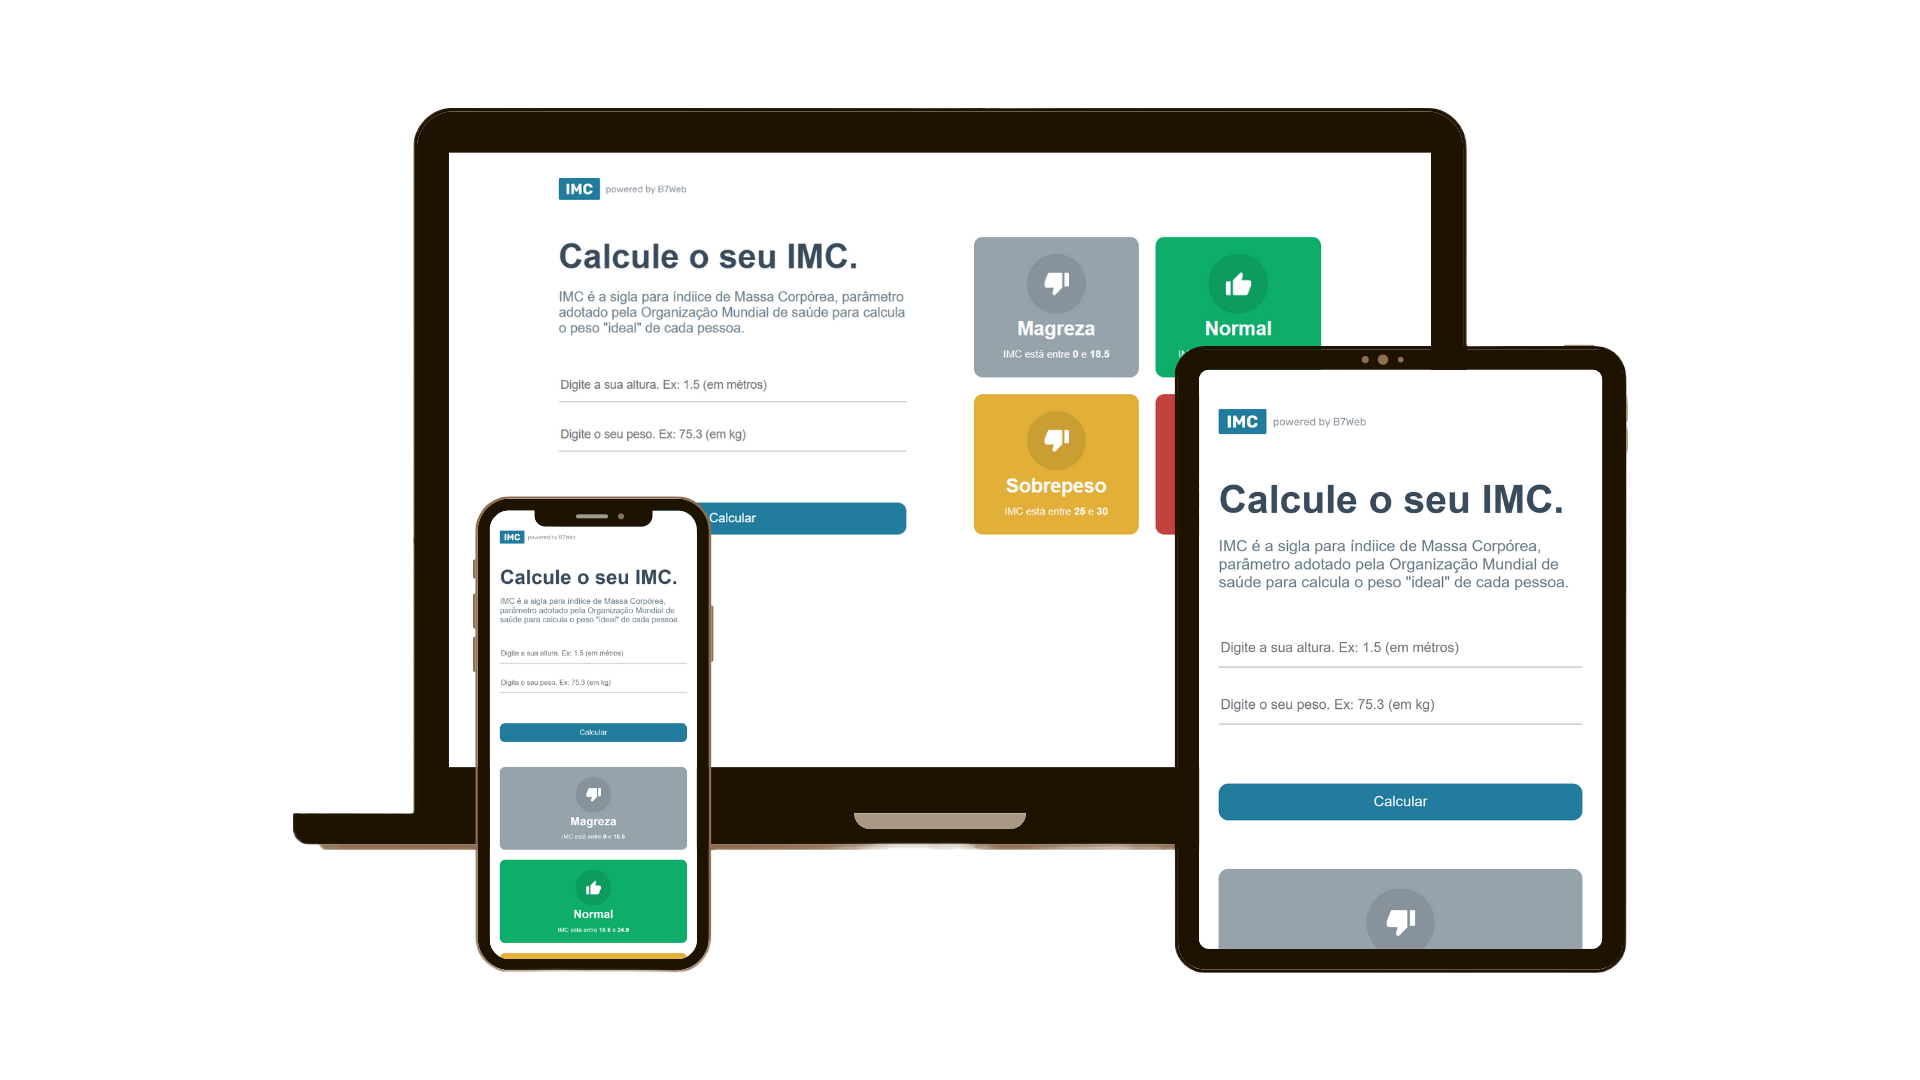 IMC powered by B7Web
Calcule o seu IMC.
IMC é a sigla para índiice de Massa Corpórea, parâmetro
adotado pela Organização Mundial de saúde para calcula
o peso "ideal" de cada pessoa.
Digite a sua altura. Ex: 1.5 (em métros)
Digite o seu peso. Ex: 75.3 (em kg)
Calcular
Magreza
IMC está entre 0 e 18.5
Normal
IM
Sobrepeso
IMC está entre 25 e 30
IMC powered by B7Web
Calcule o seu IMC.
IMC é a sigla para índiice de Massa Corpórea,
parâmetro adotado pela Organização Mundial de
saúde para calcula o peso "ideal" de cada pessoa.
Digite a sua altura. Ex: 1.5 (em métros)
Digite o seu peso. Ex: 75.3 (em kg)
Calcular
Magreza
IMC está entre 0 e 18.5
Normal
IMC está entre 18.6 e 24.9
IMC powered by B7Web
Calcule o seu IMC.
IMC é a sigla para índiice de Massa Corpórea,
parâmetro adotado pela Organização Mundial de
saúde para calcula o peso "ideal" de cada pessoa.
Digite a sua altura. Ex: 1.5 (em métros)
Digite o seu peso. Ex: 75.3 (em kg)
Calcular